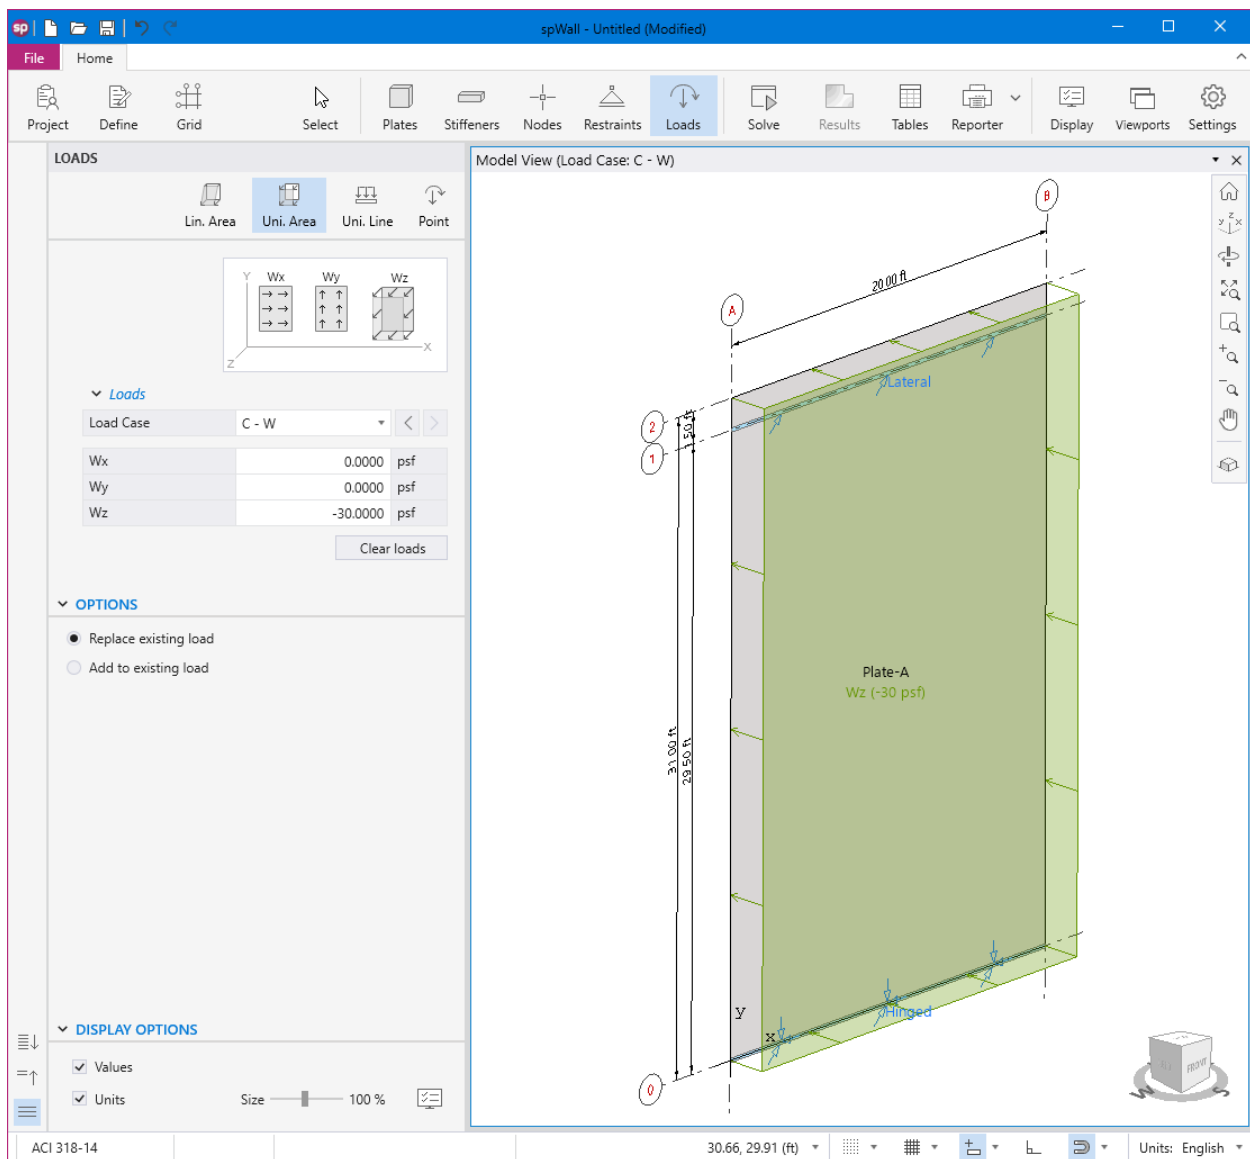 sp
spWall - Untitled (Modified)
File
Home
Project
Define
Grid
Select
Plates
Stiffeners
Nodes
Restraints
Loads
Solve
Results
Tables
Reporter
Display
Viewports
Settings
LOADS
Lin. Area
Uni. Area
Uni. Line
Point
Y Wx Wy Wz
X
Z
Loads
Load Case C - W
Wx 0.0000 psf
Wy 0.0000 psf
Wz -30.0000 psf
Clear loads
OPTIONS
Replace existing load
Add to existing load
DISPLAY OPTIONS
Values
Units
Size 100 %
Model View (Load Case: C - W)
y z x
B
20.00 ft
A
Lateral
2
1.50 ft
1
Plate-A
Wz (-30 psf)
31.00 ft
29.50 ft
y
x
Hinged
0
FRONT
W
S
ACI 318-14
30.66, 29.91 (ft)
Units: English